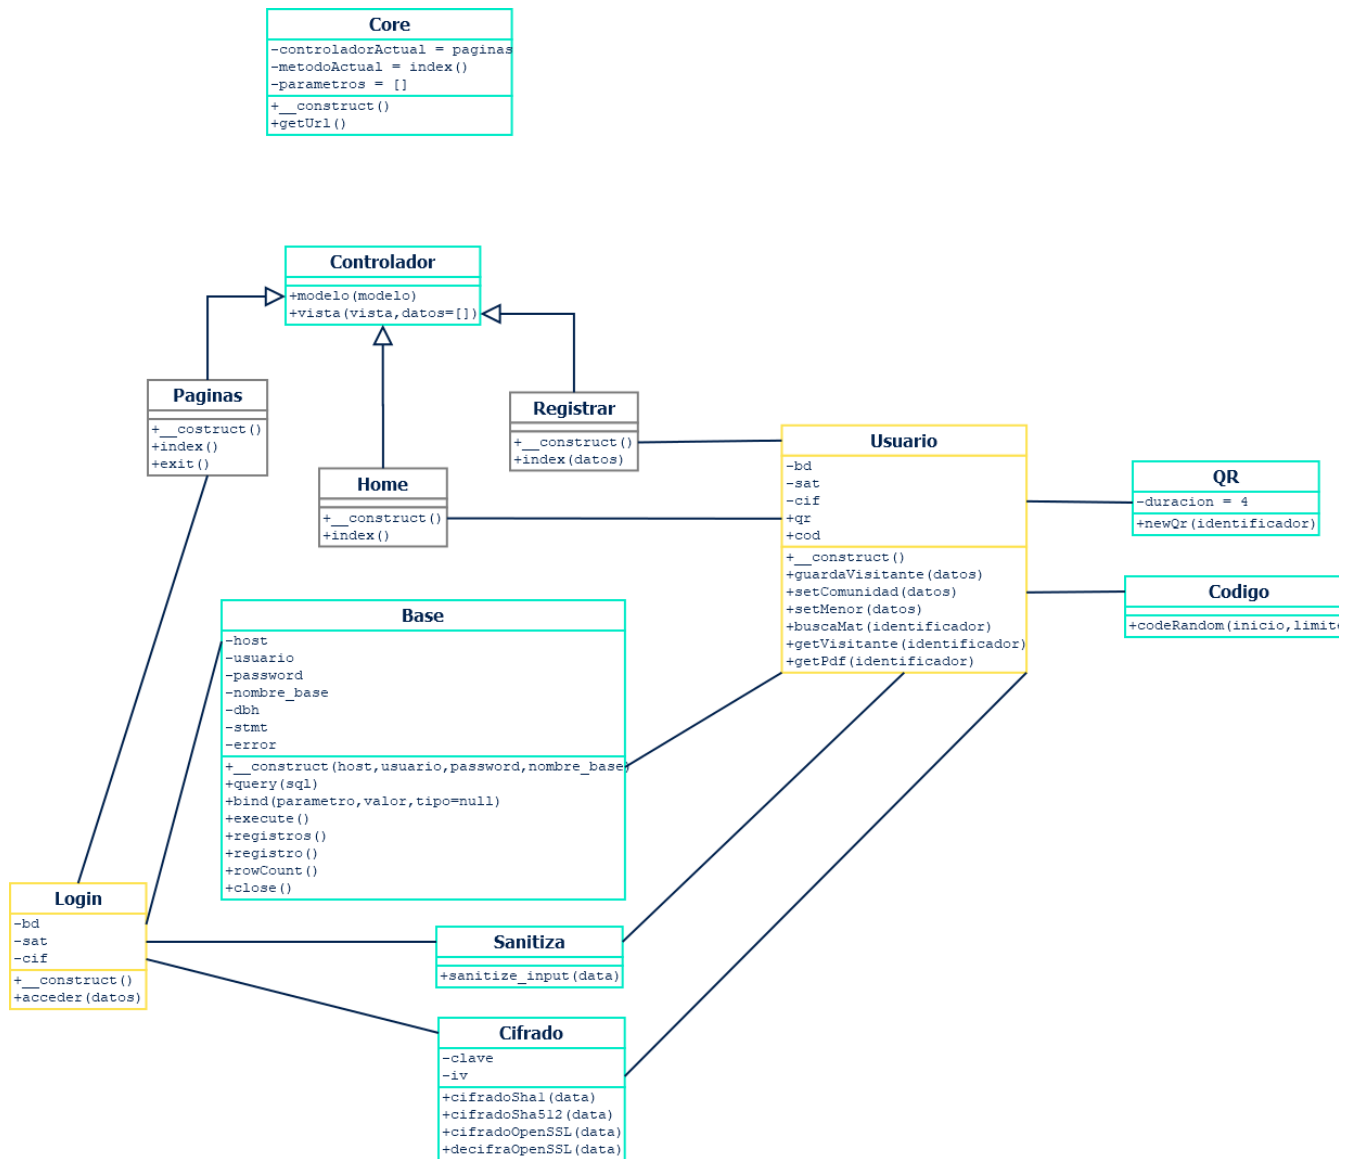 Core
-controladorActual = paginas
-metodoActual = index()
-parametros = []
+__construct()
+getUrl()
Controlador
+modelo(modelo)
+vista(vista,datos=[])
Paginas
+__costruct()
+index()
+exit()
Registrar
+__construct()
+index(datos)
Home
+__construct()
+index()
Usuario
-bd
-sat
-cif
+qr
+cod
+__construct()
+guardaVisitante(datos)
+setComunidad(datos)
+setMenor(datos)
+buscaMat(identificador)
+getVisitante(identificador)
+getPdf(identificador)
QR
-duracion = 4
+newQr(identificador)
Codigo
+codeRandom(inicio,limite
Base
-host
-usuario
-password
-nombre_base
-dbh
-stmt
-error
+__construct(host,usuario,password,nombre_base)
+query(sql)
+bind(parametro,valor,tipo=null)
+execute()
+registros()
+registro()
+rowCount()
+close()
Login
-bd
-sat
-cif
+__construct()
+acceder(datos)
Sanitiza
+sanitize_input(data)
Cifrado
-clave
-iv
+cifradoSha1(data)
+cifradoSha512(data)
+cifradoOpenSSL(data)
+decifraOpenSSL(data)